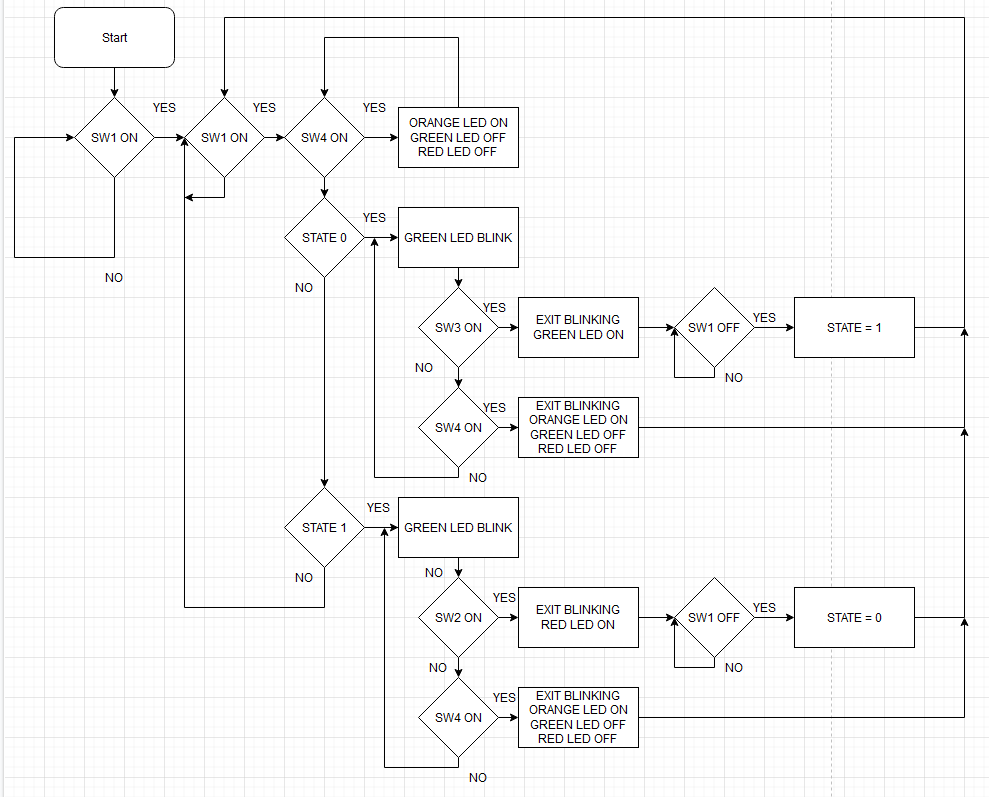 Start
YES
YES
YES
SW1 ON
SW1 ON
SW4 ON
ORANGE LED ON
GREEN LED OFF
RED LED OFF
NO
YES
STATE 0
GREEN LED BLINK
NO
YES
SW3 ON
EXIT BLINKING
GREEN LED ON
SW1 OFF
YES
STATE = 1
NO
NO
YES
SW4 ON
EXIT BLINKING
ORANGE LED ON
GREEN LED OFF
RED LED OFF
NO
YES
STATE 1
GREEN LED BLINK
NO
NO
YES
SW2 ON
EXIT BLINKING
RED LED ON
SW1 OFF
YES
STATE = 0
NO
NO
YES
SW4 ON
EXIT BLINKING
ORANGE LED ON
GREEN LED OFF
RED LED OFF
NO